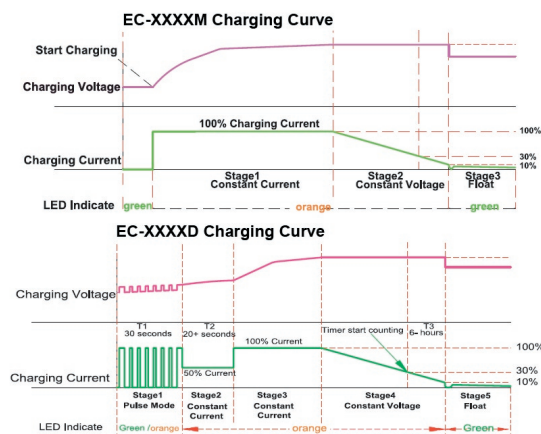 EC-XXXXM Charging Curve
Start Charging
Charging Voltage
100% Charging Current
100%
Charging Current
30%
10%
Stage1 Stage2 Stage3
Constant Current Constant Voltage Float
LED Indicate green orange green
EC-XXXXD Charging Curve
Charging Voltage
T1 T2 T3
30 seconds 20+ seconds Timer start counting 6- hours
100% Current 100%
50% Current 30%
Charging Current 10%
Stage1 Stage2 Stage3 Stage4 Stage5
Pulse Mode Constant Constant Constant Voltage Float
Current Current
LED Indicate Green /orange orange Green